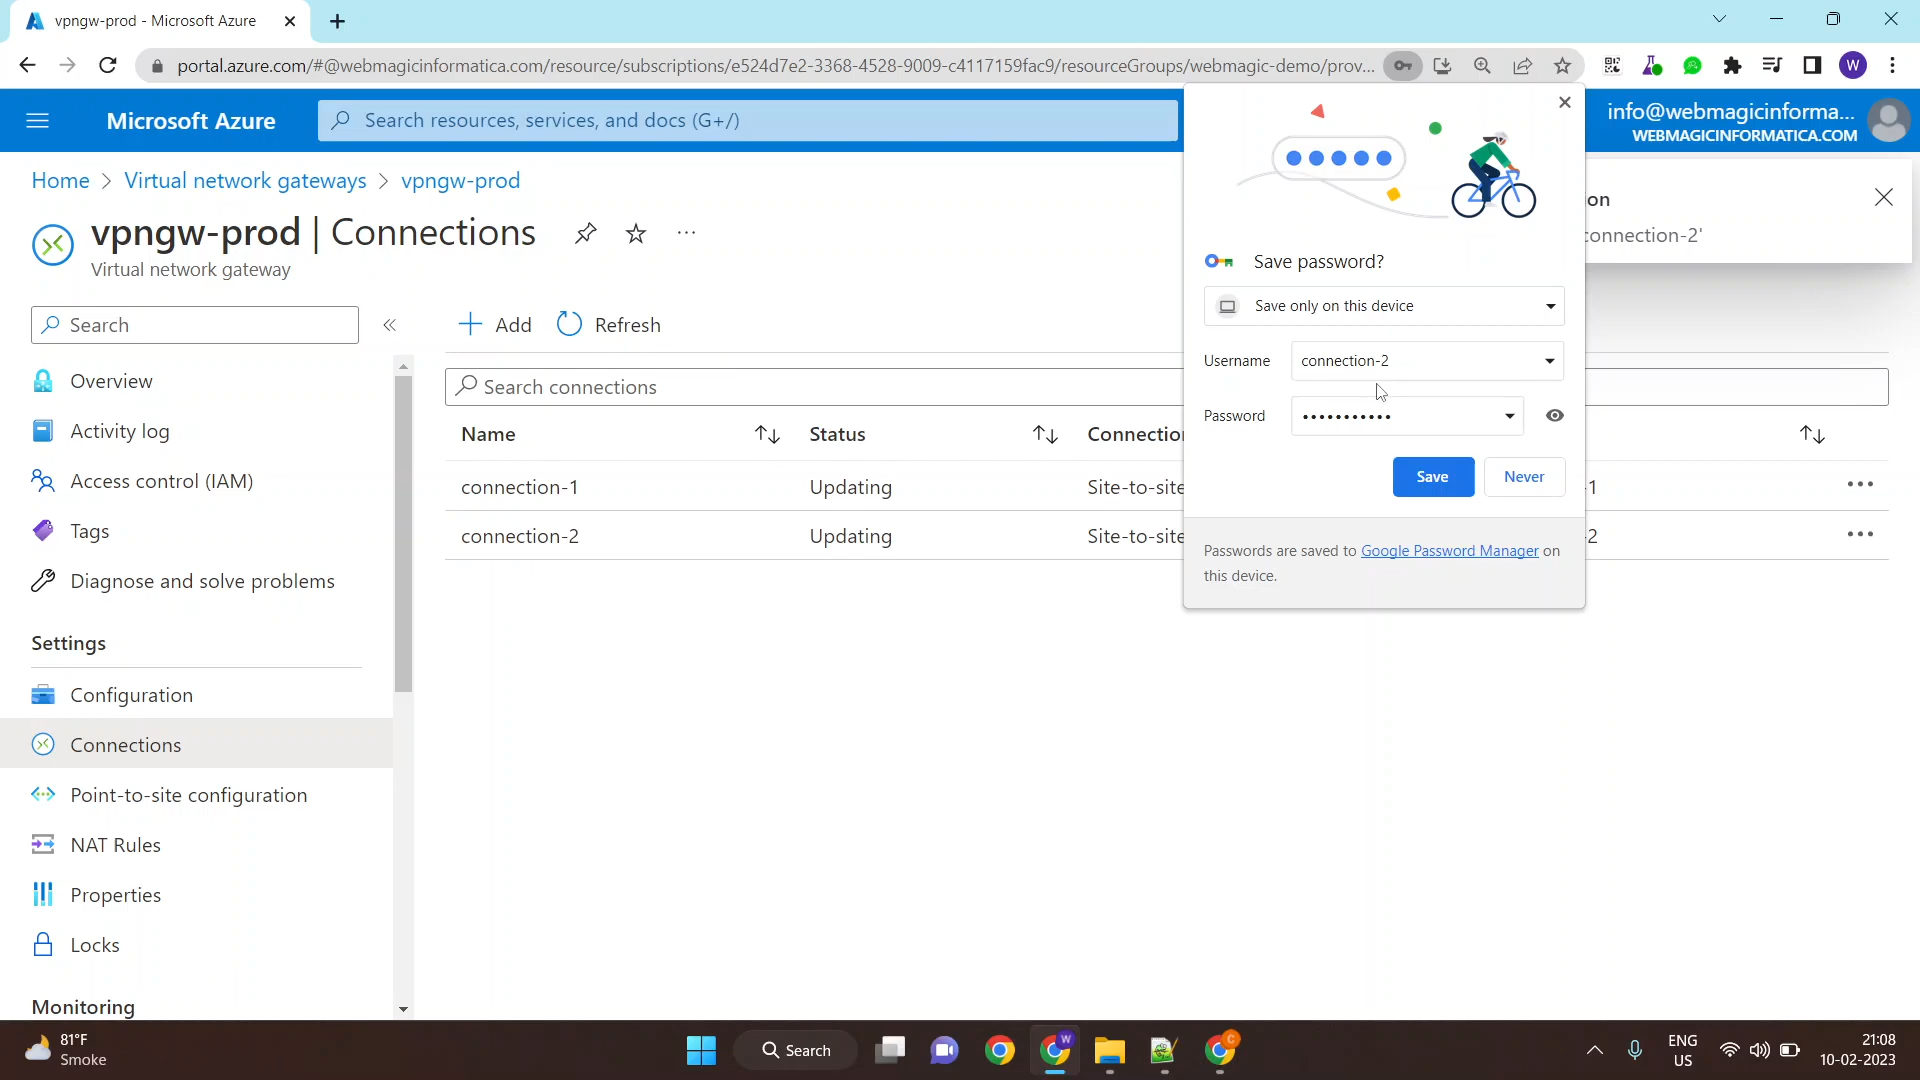 vpngw-prod - Microsoft Azure
portal.azure.com/#@webmagicinformatica.com/resource/subscriptions/e524d7e2-3368-4528-9009-c4117159fac9/resourceGroups/webmagic-demo/prov...
W
Microsoft Azure
Search resources, services, and docs (G+/)
info@webmagicinforma...
WEBMAGICINFORMATICA.COM
Home > Virtual network gateways > vpngw-prod
on
connection-2'
vpngw-prod | Connections
Virtual network gateway
Search
Add
Refresh
Search connections
Overview
Activity log
Access control (IAM)
Tags
Diagnose and solve problems
Settings
Configuration
Connections
Point-to-site configuration
NAT Rules
Properties
Locks
Monitoring
Name Status Connection
connection-1 Updating Site-to-site -1
connection-2 Updating Site-to-site -2
Save password?
Save only on this device
Username connection-2
Password •••••••••••
Save Never
Passwords are saved to Google Password Manager on
this device.
81°F
Smoke
Search
W
C
ENG
US
21:08
10-02-2023